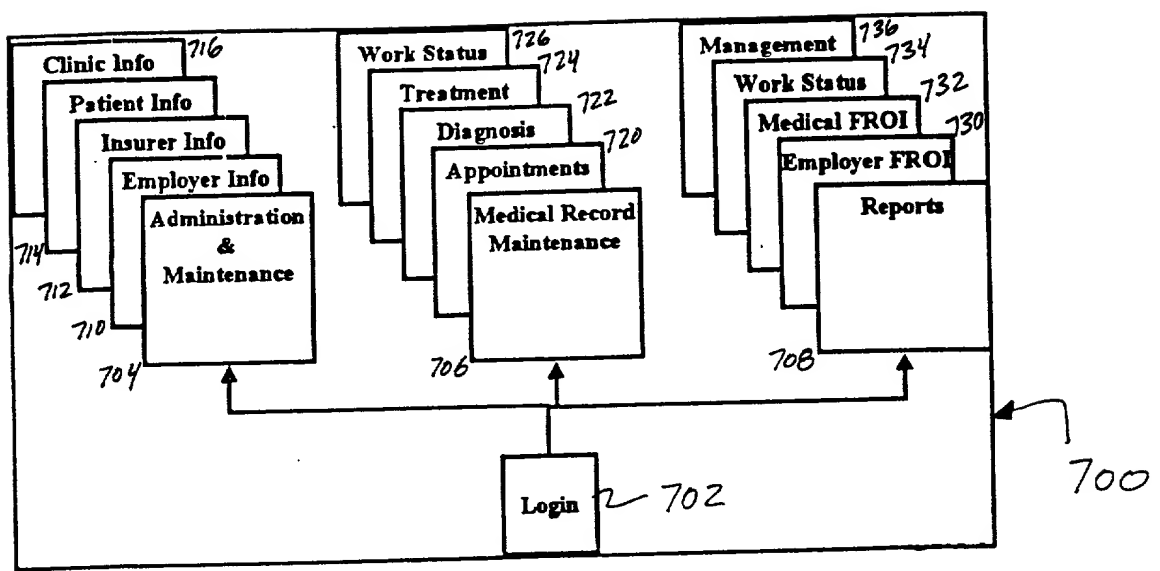 Clinic Info
716
Patient Info
Insurer Info
Employer Info
Administration
&
Maintenance
714
712
710
704
Work Status
726
724
Treatment
722
Diagnosis
720
Appointments
Medical Record
Maintenance
706
Management
736
734
Work Status
732
Medical FROI
730
Employer FROI
Reports
708
Login
702
700